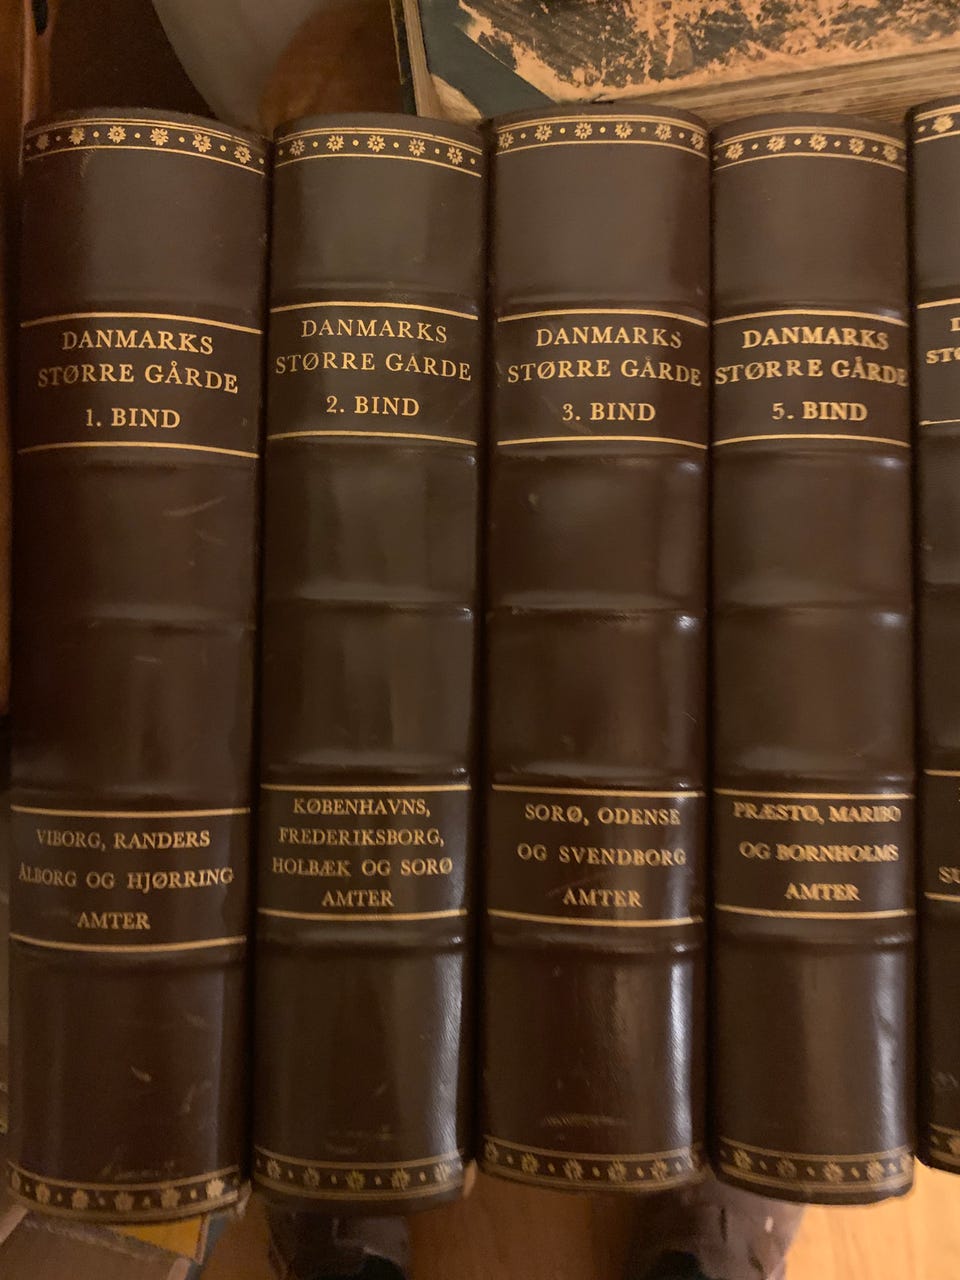 DANMARKS
STØRRE GÅRDE
1. BIND
VIBORG, RANDERS
ÅLBORG OG HJØRRING
AMTER
DANMARKS
STØRRE GÅRDE
2. BIND
KØBENHAVNS,
FREDERIKSBORG,
HOLBÆK OG SORØ
AMTER
DANMARKS
STØRRE GÅRDE
3. BIND
SORØ, ODENSE
OG SVENDBORG
AMTER
DANMARKS
STØRRE GÅRDE
5. BIND
PRÆSTO, MARIBO
OG BORNHOLMS
AMTER